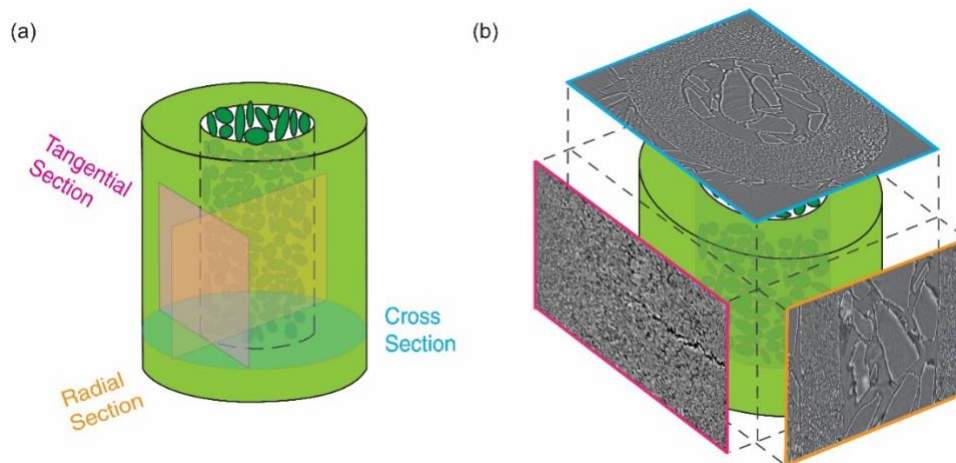 (a)
(b)
Tangential
Section
Cross
Section
Radial
Section